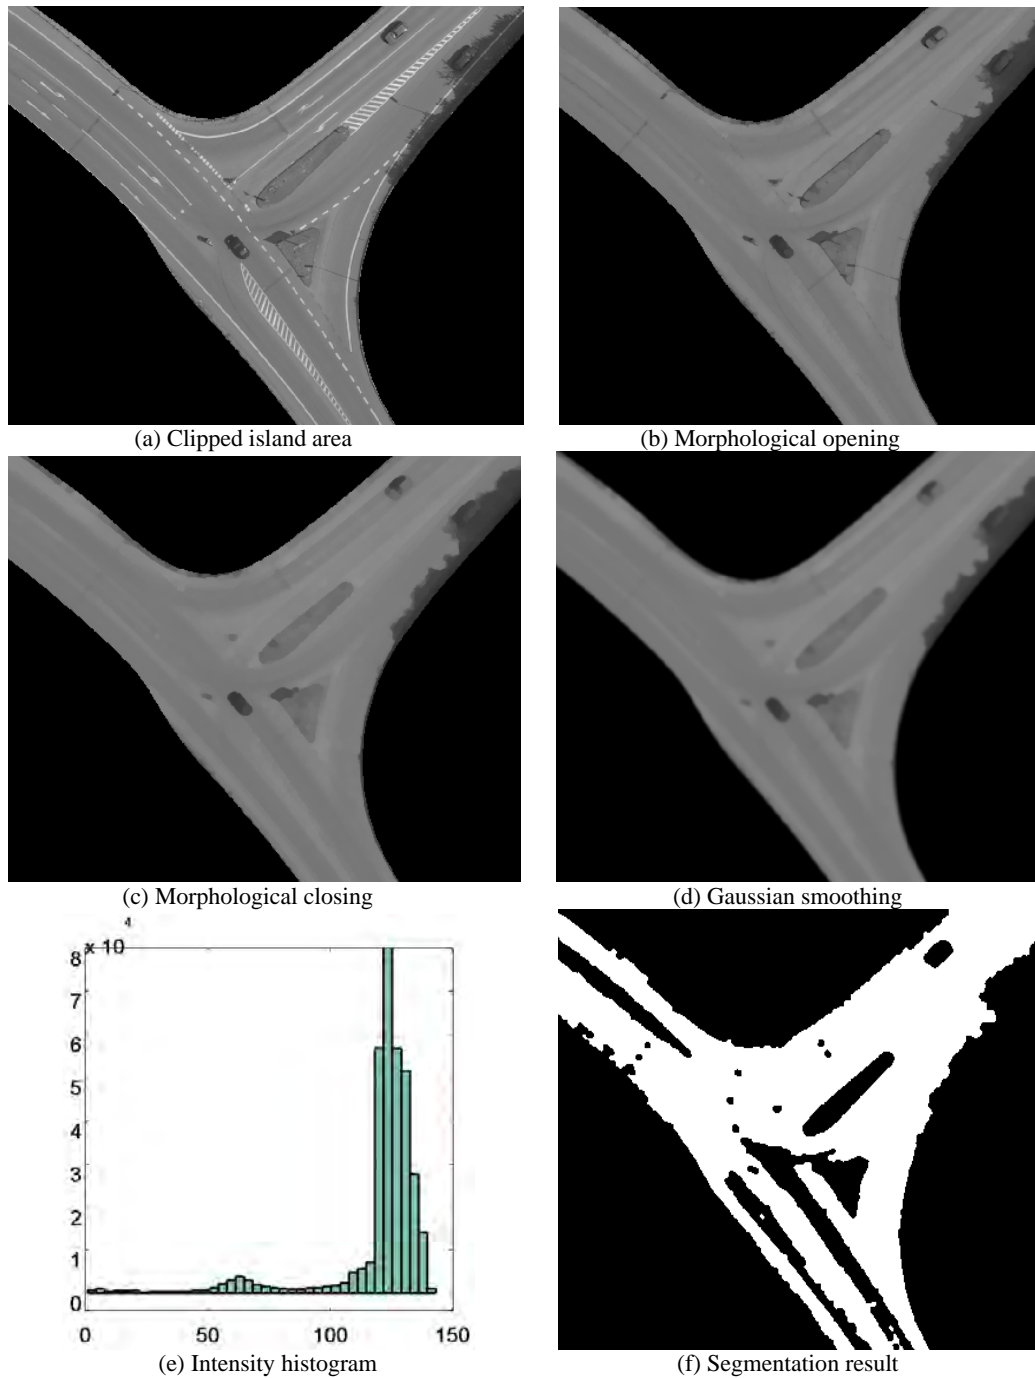 (a) Clipped island area
(b) Morphological opening
(c) Morphological closing
(d) Gaussian smoothing
x 10 4
8
7
6
5
4
3
2
1
0
0 50 100 150
(e) Intensity histogram
(f) Segmentation result